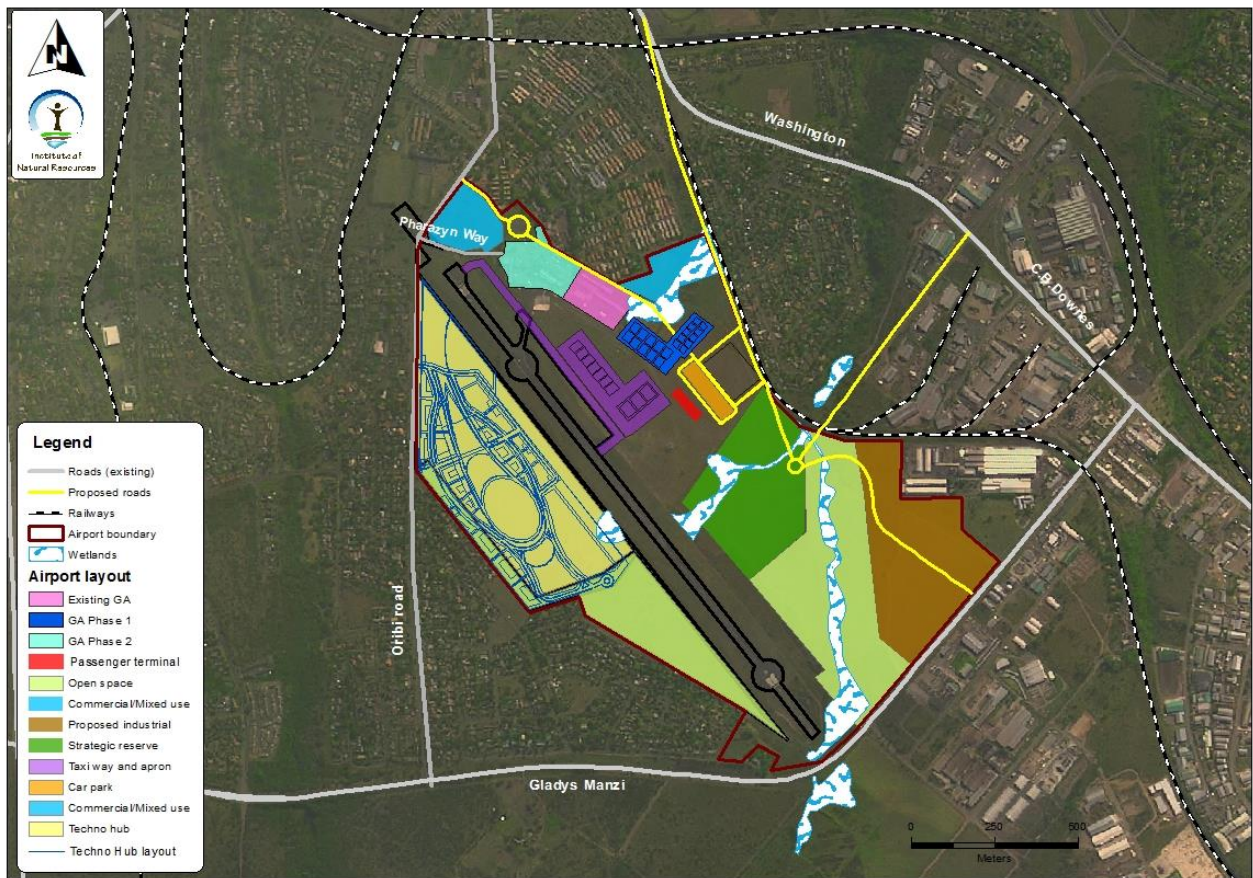 N
Institute of
Natural Resources
Washington
Pharazyn Way
C B Downes
Oribi road
Gladys Manzi
Legend
Roads (existing)
Proposed roads
Railways
Airport boundary
Wetlands
Airport layout
Existing GA
GA Phase 1
GA Phase 2
Passenger terminal
Open space
Commercial/Mixed use
Proposed industrial
Strategic reserve
Taxi way and apron
Car park
Commercial/Mixed use
Techno hub
Techno Hub layout
0 250 500
Meters